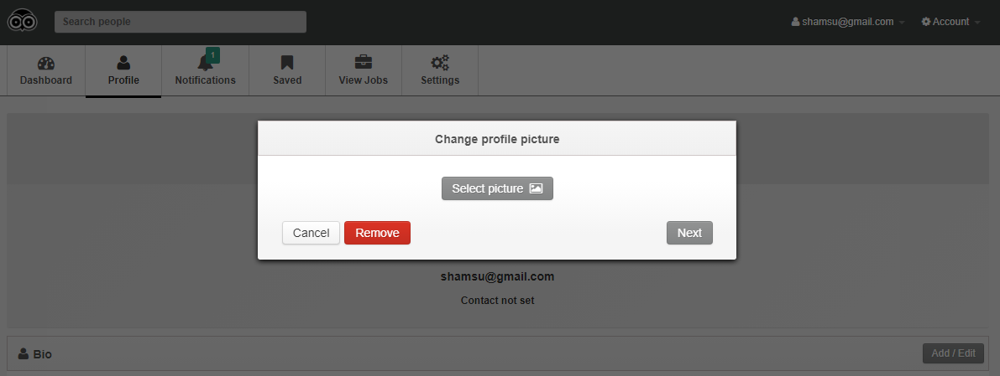 Search people
shamsu@gmail.com
Account
Dashboard
Profile
1
Notifications
Saved
View Jobs
Settings
Change profile picture
Select picture
Cancel
Remove
Next
shamsu@gmail.com
Contact not set
Bio
Add / Edit